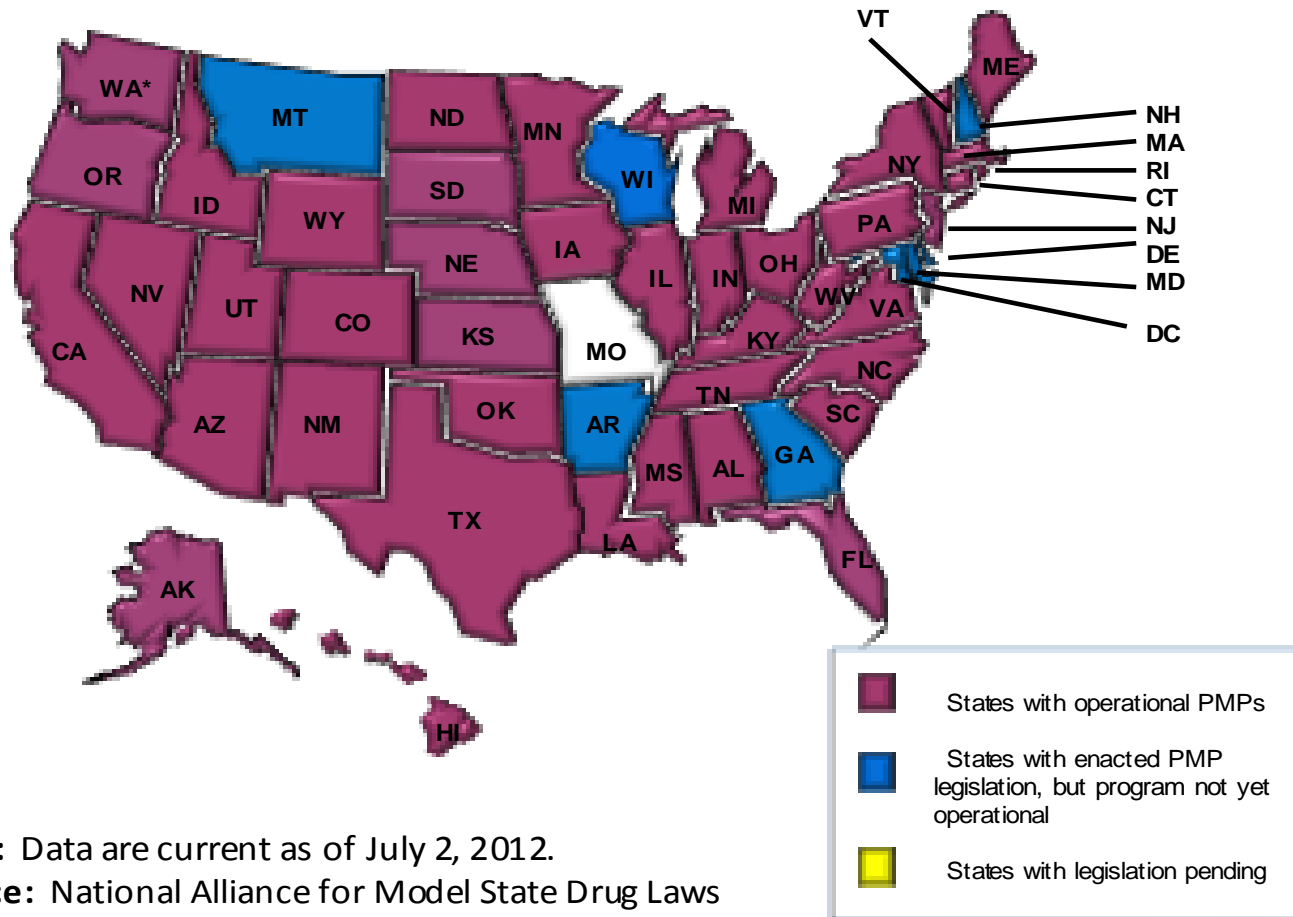 VT
ME
WA*
MT
ND
MN
NH
MA
OR
NY
RI
WI
SD
CT
ID
MI
WY
PA
NJ
IA
DE
NE
OH
IL
IN
MD
NV
WV
UT
VA
CO
DC
KS
KY
CA
MO
NC
TN
OK
SC
AZ
NM
AR
GA
MS
AL
TX
LA
FL
AK
HI
States with operational PMPs
States with enacted PMP
legislation, but program not yet
operational
States with legislation pending
: Data are current as of July 2, 2012.
ce: National Alliance for Model State Drug Laws